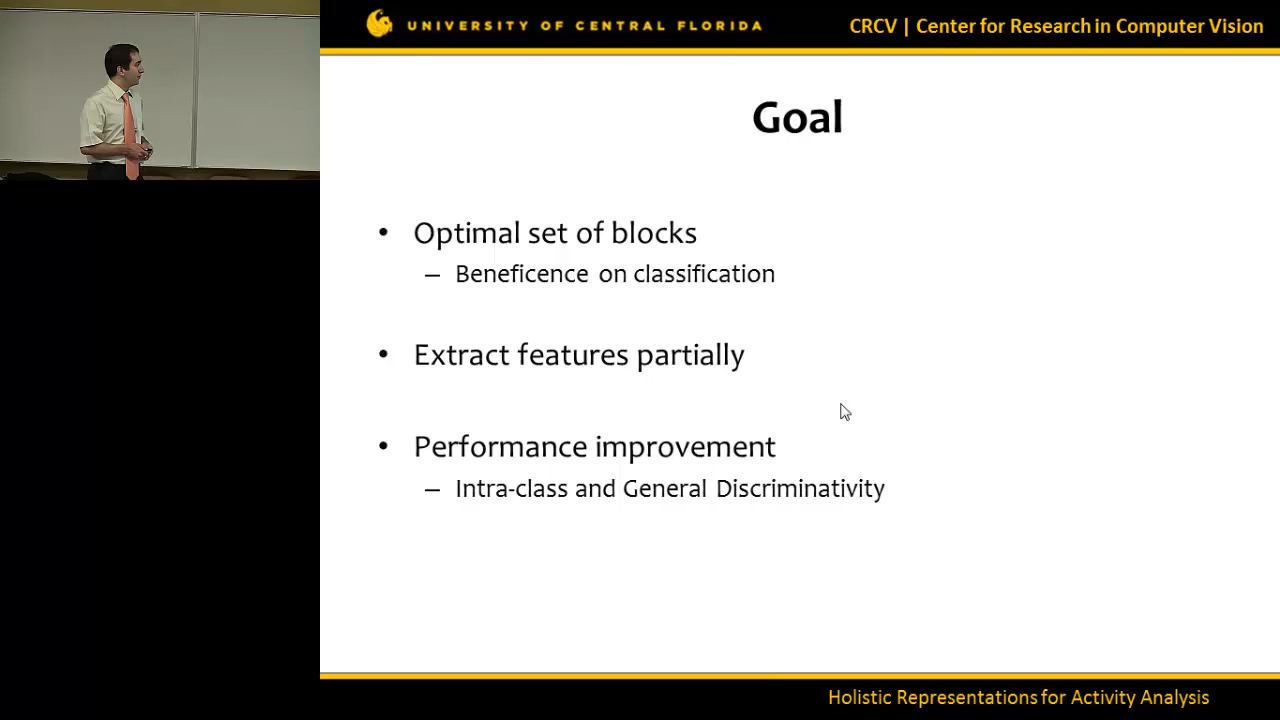 UNIVERSITY OF CENTRAL FLORIDA
CRCV | Center for Research in Computer Vision
Goal
• Optimal set of blocks
– Beneficence on classification
• Extract features partially
• Performance improvement
– Intra-class and General Discriminativity
Holistic Representations for Activity Analysis